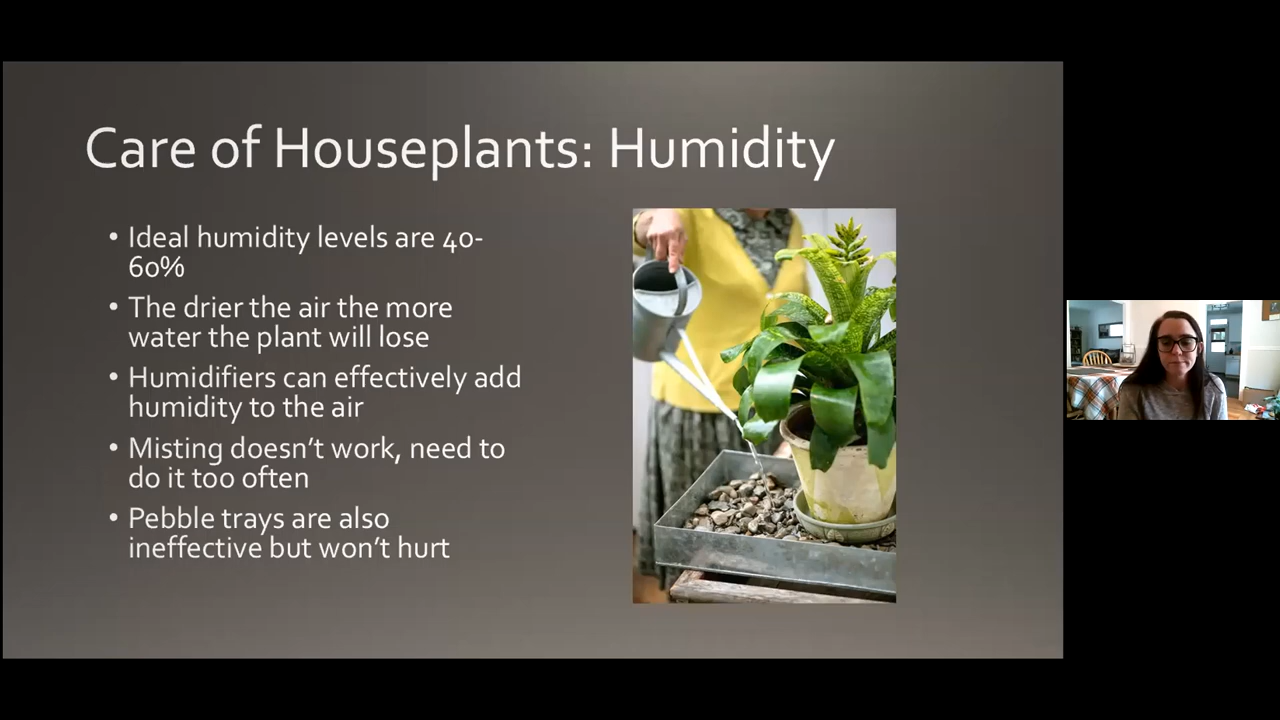 Care of Houseplants: Humidity
• Ideal humidity levels are 40-
60%
• The drier the air the more
water the plant will lose
• Humidifiers can effectively add
humidity to the air
• Misting doesn’t work, need to
do it too often
• Pebble trays are also
ineffective but won’t hurt